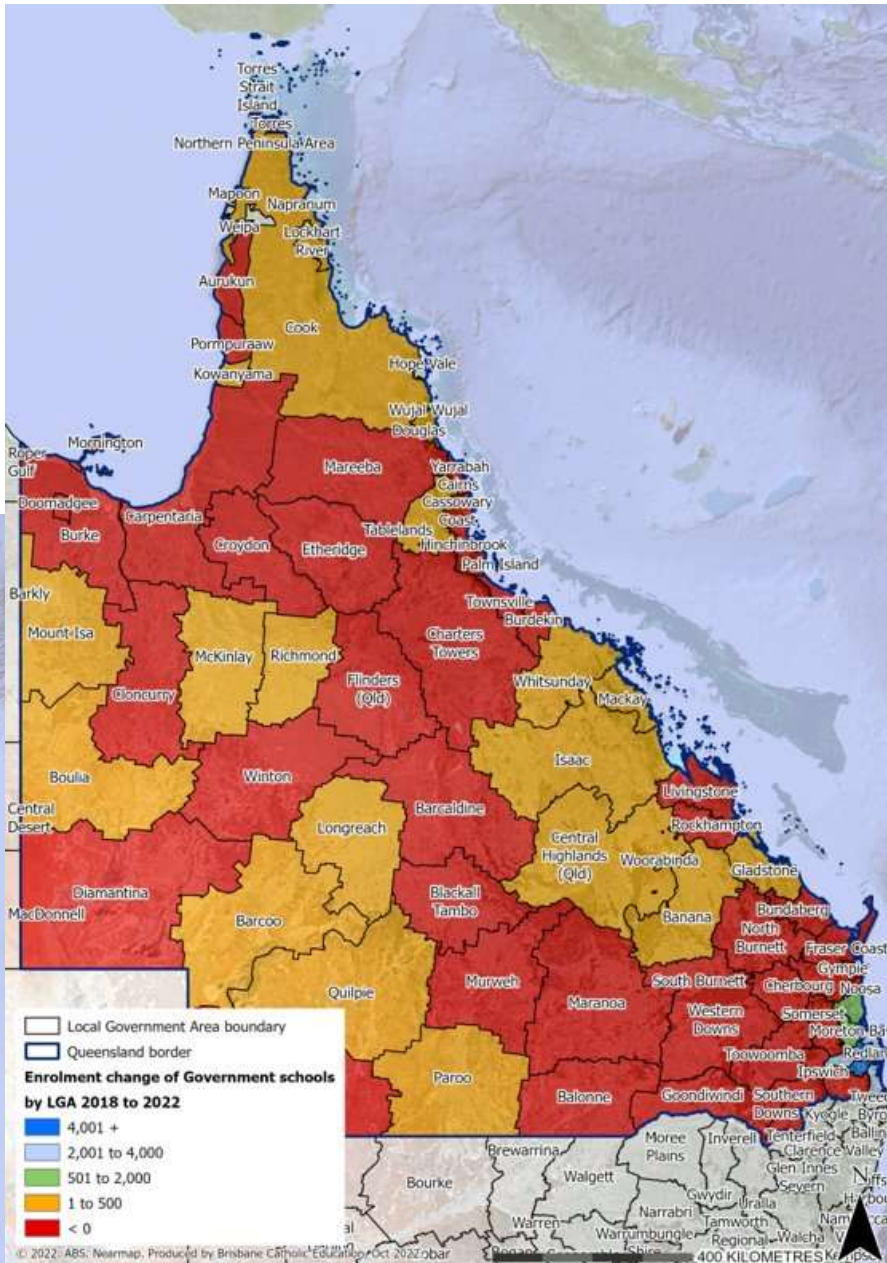 Torres
Strait
Island
Torres
Northern Peninsula Area
Mapoon
Napranum
Weipa
Lockhart
River
Aurukun
Cook
Pormpuraaw
Hope Vale
Kowanyama
Wujal Wujal
Douglas
Mornington
Roper
Gulf
Mareeba
Yarrabah
Cairns
Cassowary
Coast
Doomadgee
Carpentaria
Burke
Croydon
Etheridge
Tablelands
Hinchinbrook
Palm Island
Barkly
Townsville
Burdekin
Mount Isa
McKinlay
Richmond
Charters
Towers
Cloncurry
Flinders
(Qld)
Whitsunday
Mackay
Boulia
Winton
Isaac
Livingstone
Central
Desert
Barcaldine
Longreach
Rockhampton
Central
Highlands
(Qld)
Woorabinda
Gladstone
Diamantina
MacDonnell
Blackall
Tambo
Barcoo
Banana
Bundaberg
North
Burnett
Fraser Coast
Gympie
Quilpie
Murweh
Maranoa
South Burnett
Cherbourg
Noosa
Western
Downs
Somerset
Moreton Ba
Toowoomba
Redlan
Ipswich
Paroo
Balonne
Goondiwindi
Southern
Downs
Tweed
Kyogle
Byro
Ballin
Tenterfield
Clarence Valley
Moree
Plains
Inverell
Glen Innes
Severn
Brewarrina
Walgett
Bourke
Gwydir
Uralla
Narrabri
Tamworth
Regional
Walcha
Warren
Warrumbungle
Shire
N
Local Government Area boundary
Queensland border
Enrolment change of Government schools
by LGA 2018 to 2022
4,001 +
2,001 to 4,000
501 to 2,000
1 to 500
< 0
© 2022. ABS. Nearmap. Produced by Brisbane Catholic Education Oct 2022
400 KILOMETRES